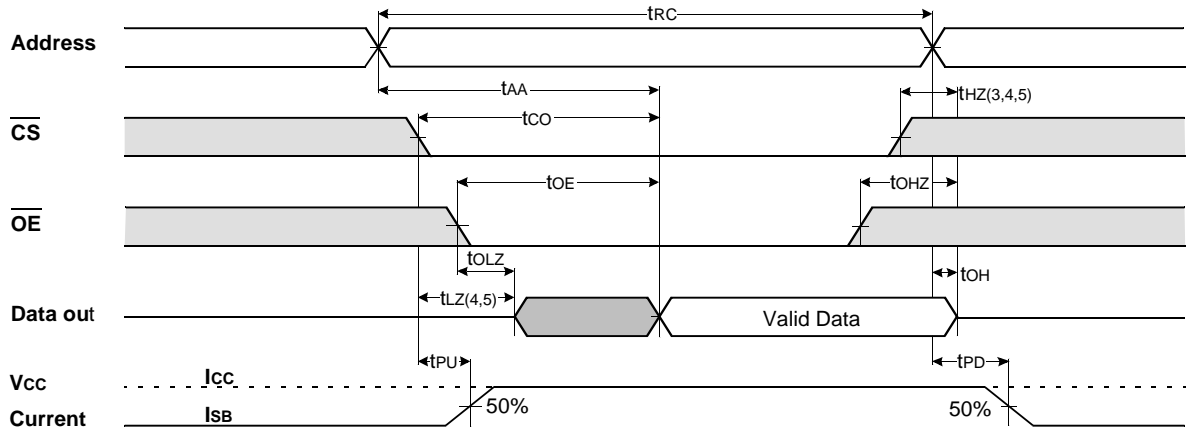 tRC
Address
tAA
tHZ(3,4,5)
CS
tCO
tOE
tOHZ
OE
tOLZ
tOH
tLZ(4,5)
Data out
Valid Data
tPU
tPD
VCC
ICC
50%
50%
Current
ISB